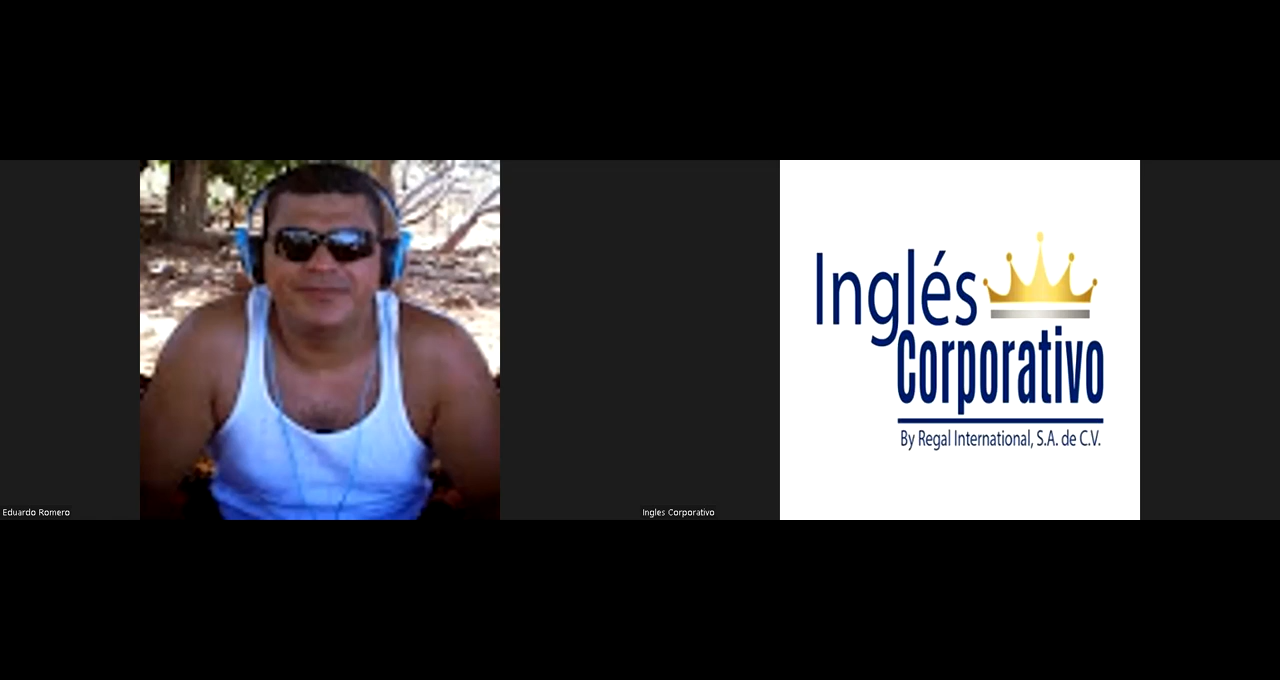 Inglés
Corporativo
By Regal International, S.A. de C.V.
Eduardo Romero
Ingles Corporativo